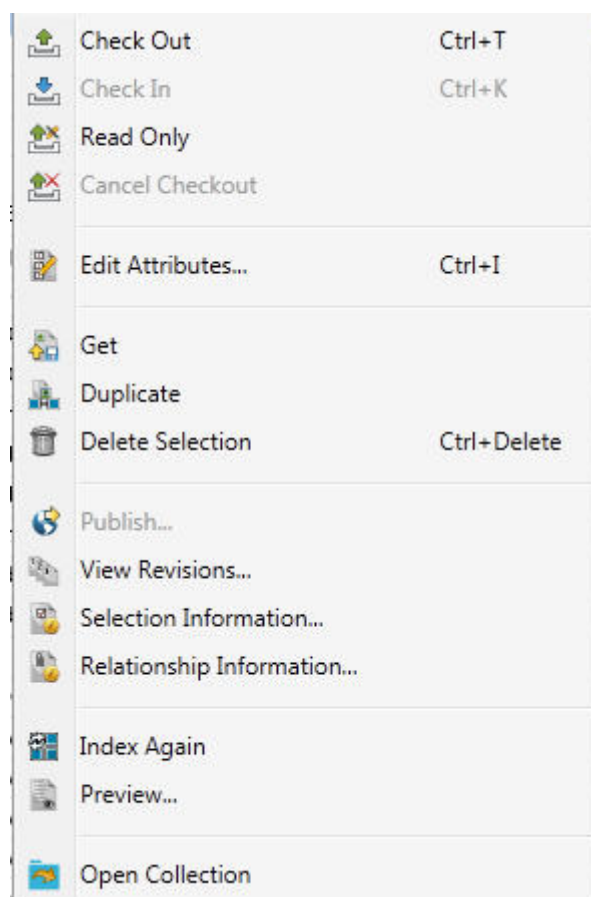 Check Out Ctrl+T
Check In Ctrl+K
Read Only
Cancel Checkout
Edit Attributes... Ctrl+I
Get
Duplicate
Delete Selection Ctrl+Delete
Publish...
View Revisions...
Selection Information...
Relationship Information...
Index Again
Preview...
Open Collection